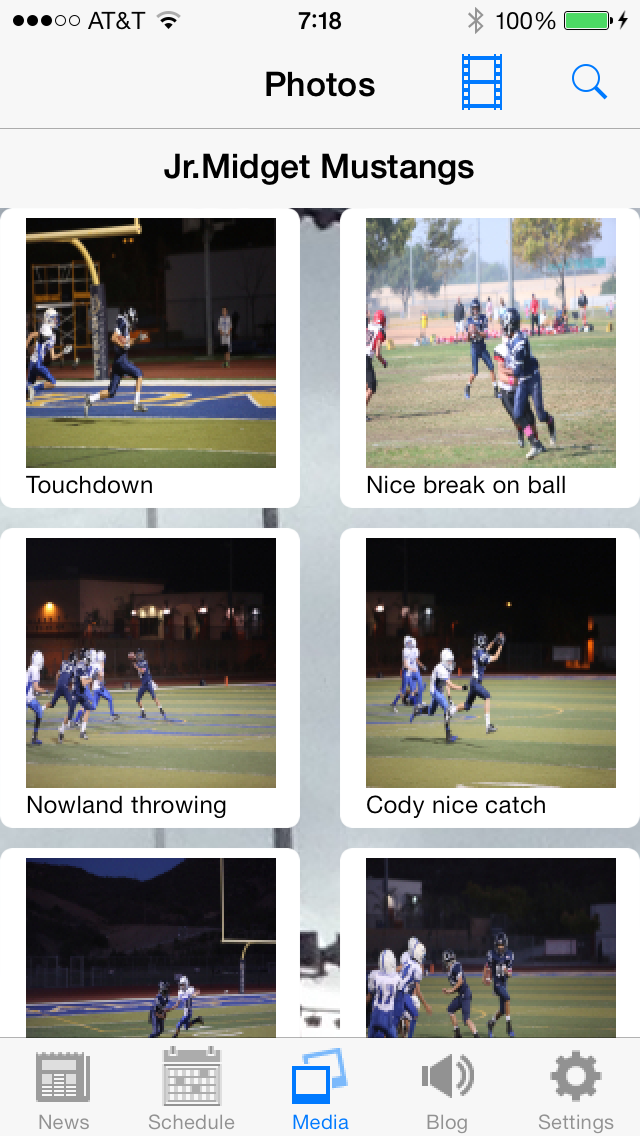 AT&T 7:18 100%
Photos
Jr.Midget Mustangs
Touchdown
Nice break on ball
Nowland throwing
Cody nice catch
News
Schedule
Media
Blog
Settings